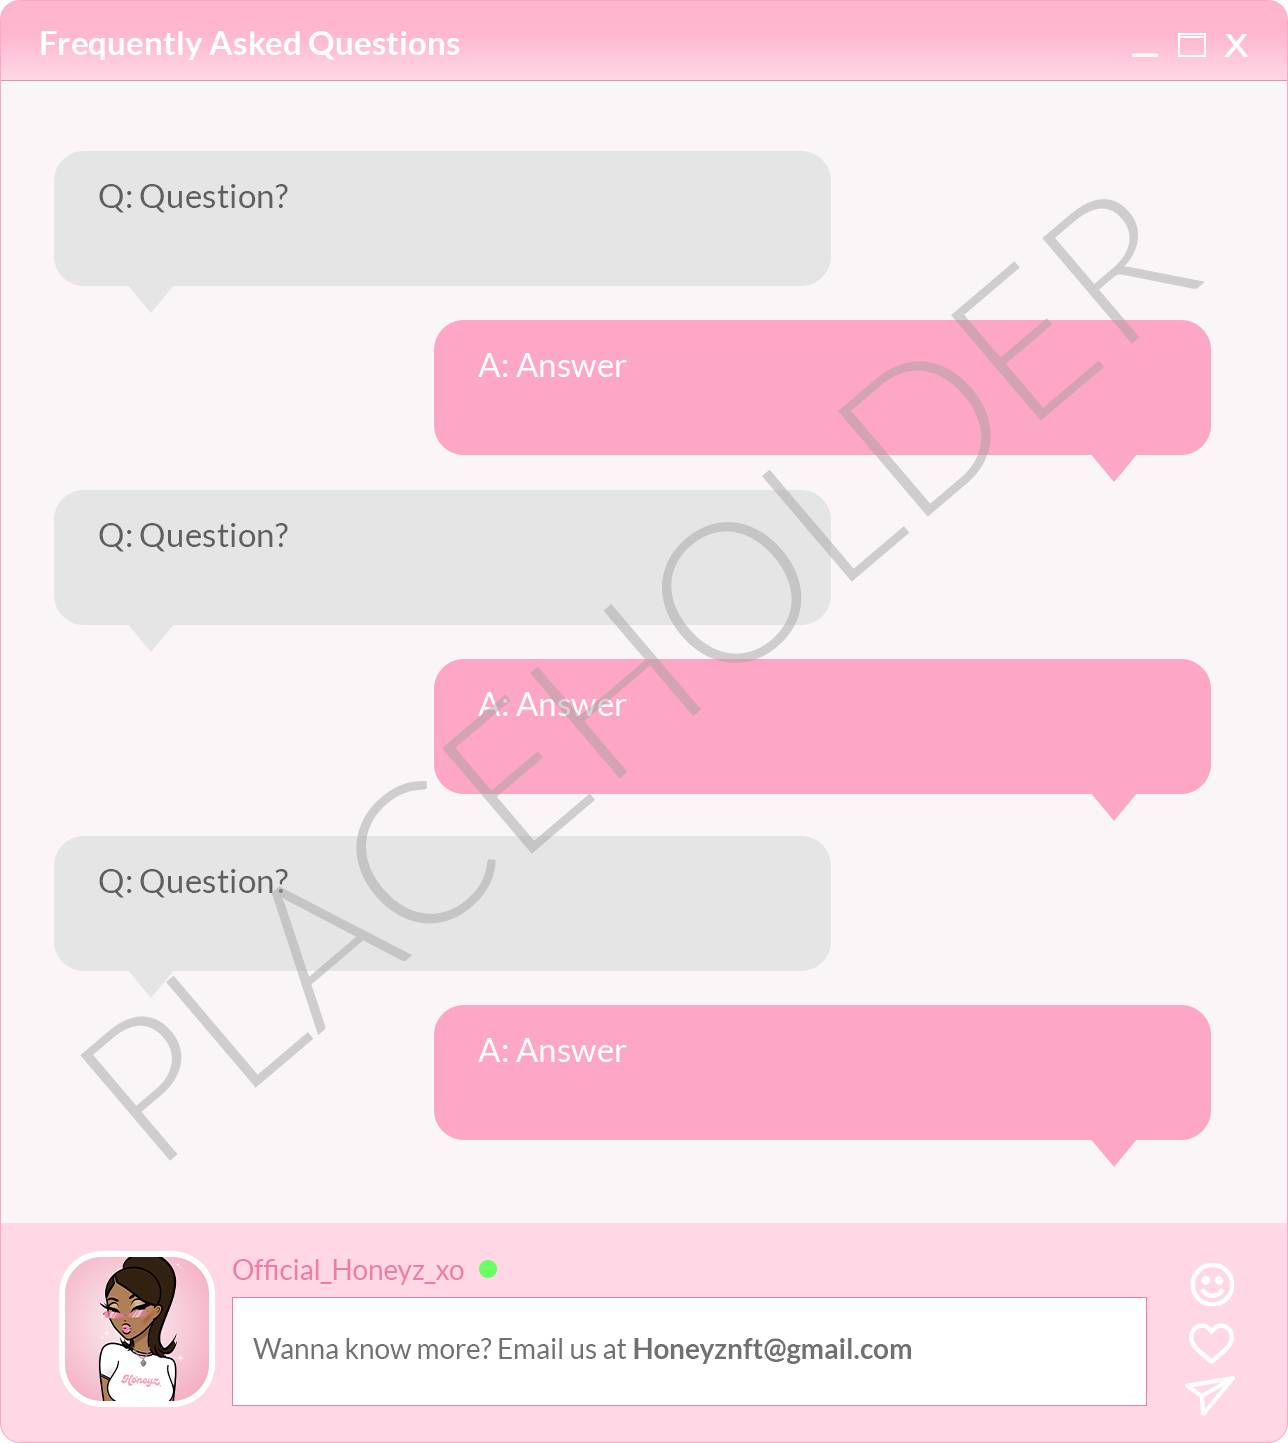 Frequently Asked Questions
Q: Question?
A: Answer
Q: Question?
A: Answer
Q: Question?
A: Answer
PLACEHOLDER
Official_Honeyz_xo
Wanna know more? Email us at Honeyznft@gmail.com
Honeyz